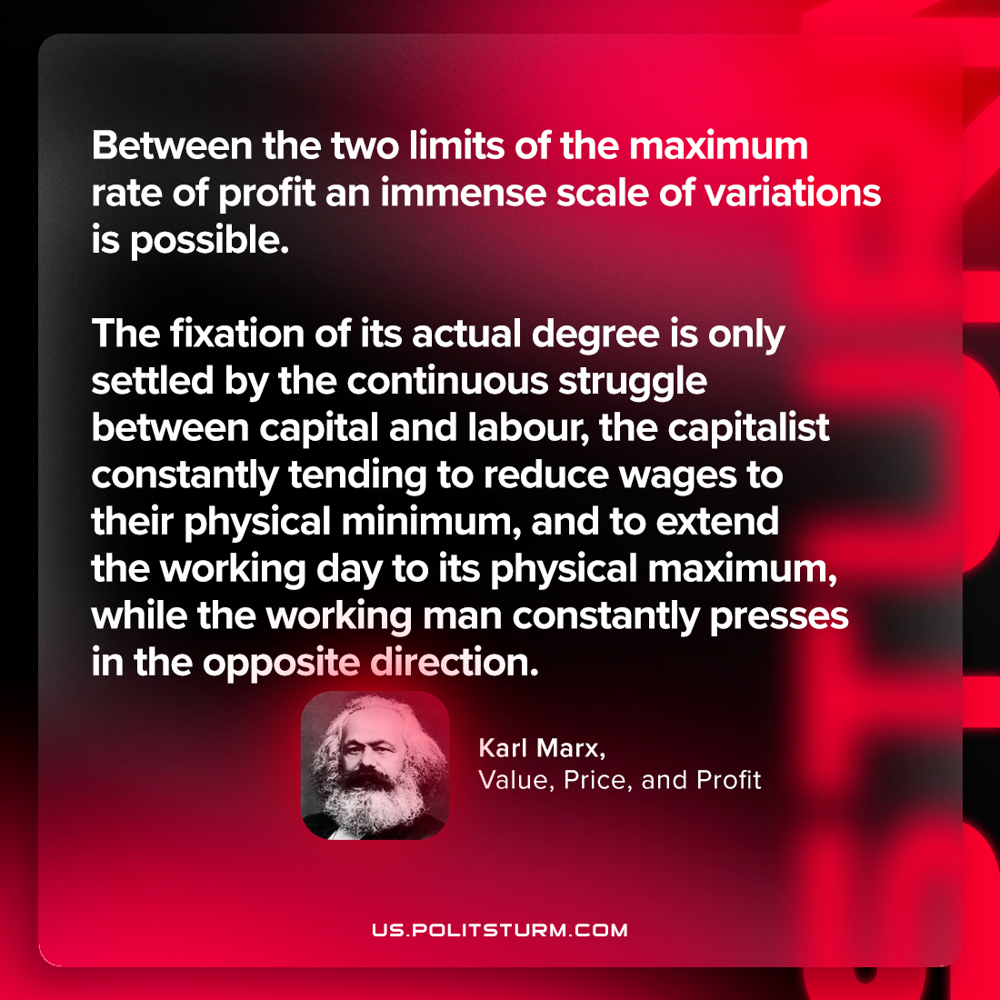 Between the two limits of the maximum
rate of profit an immense scale of variations
is possible.
The fixation of its actual degree is only
settled by the continuous struggle
between capital and labour, the capitalist
constantly tending to reduce wages to
their physical minimum, and to extend
the working day to its physical maximum,
while the working man constantly presses
in the opposite direction.
Karl Marx,
Value, Price, and Profit
US.POLITSTURM.COM